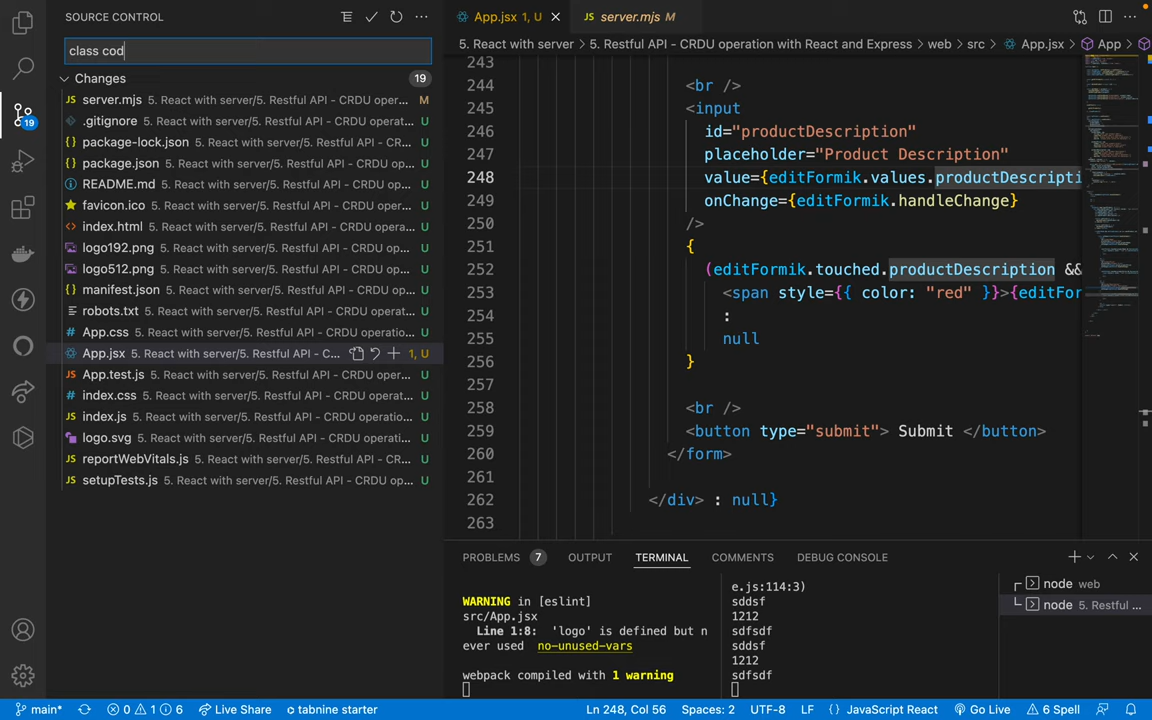 SOURCE CONTROL
class cod
Changes 19
server.mjs 5. React with server/5. Restful API - CRDU oper... M
.gitignore 5. React with server/5. Restful API - CRDU operatio... U
package-lock.json 5. React with server/5. Restful API -... U
package.json 5. React with server/5. Restful API - CRD... U
README.md 5. React with server/5. Restful API - CRDU... U
favicon.ico 5. React with server/5. Restful API - CRDU... U
index.html 5. React with server/5. Restful API - CRDU... U
logo192.png 5. React with server/5. Restful API - CRDU... U
logo512.png 5. React with server/5. Restful API - CRDU... U
manifest.json 5. React with server/5. Restful API - CRD... U
robots.txt 5. React with server/5. Restful API - CRDU... U
App.css 5. React with server/5. Restful API - CRDU operatio... U
App.jsx 5. React with server/5. Restful API - C... 1, U
App.test.js 5. React with server/5. Restful API - CRDU... U
index.css 5. React with server/5. Restful API - CRDU operati... U
index.js 5. React with server/5. Restful API - CRDU operatio... U
logo.svg 5. React with server/5. Restful API - CRDU operati... U
reportWebVitals.js 5. React with server/5. Restful API - CR... U
setupTests.js 5. React with server/5. Restful API - CRDU op... U
App.jsx 1, U
server.mjs M
5. React with server > 5. Restful API - CRDU operation with React and Express > web > src > App.jsx > App >
243
244 <br />
245 <input
246 id="productDescription"
247 placeholder="Product Description"
248 value={editFormik.values.productDescripti
249 onChange={editFormik.handleChange}
250 />
251 {
252 (editFormik.touched.productDescription &&
253 <span style={{ color: "red" }}>{editFor
254 :
255 null
256 }
257
258 <br />
259 <button type="submit"> Submit </button>
260 </form>
261
262 </div> : null}
263
PROBLEMS 7 OUTPUT TERMINAL COMMENTS DEBUG CONSOLE
WARNING in [eslint]
src/App.jsx
Line 1:8: 'logo' is defined but n
ever used no-unused-vars
webpack compiled with 1 warning
e.js:114:3)
sddsf
1212
sdfsdf
sddsf
1212
sdfsdf
node web
node 5. Restful ...
19
main* 0 1 6 Live Share tabnine starter Ln 248, Col 56 Spaces: 2 UTF-8 LF { } JavaScript React Go Live 6 Spell